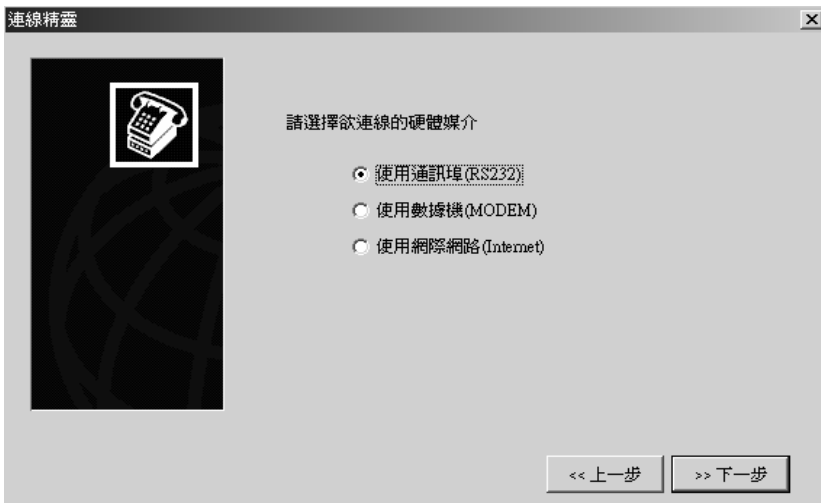 連線精靈
請選擇欲連線的硬體媒介
使用通訊埠(RS232)
使用數據機(MODEM)
使用網際網路(Internet)
<< 上一步
>> 下一步